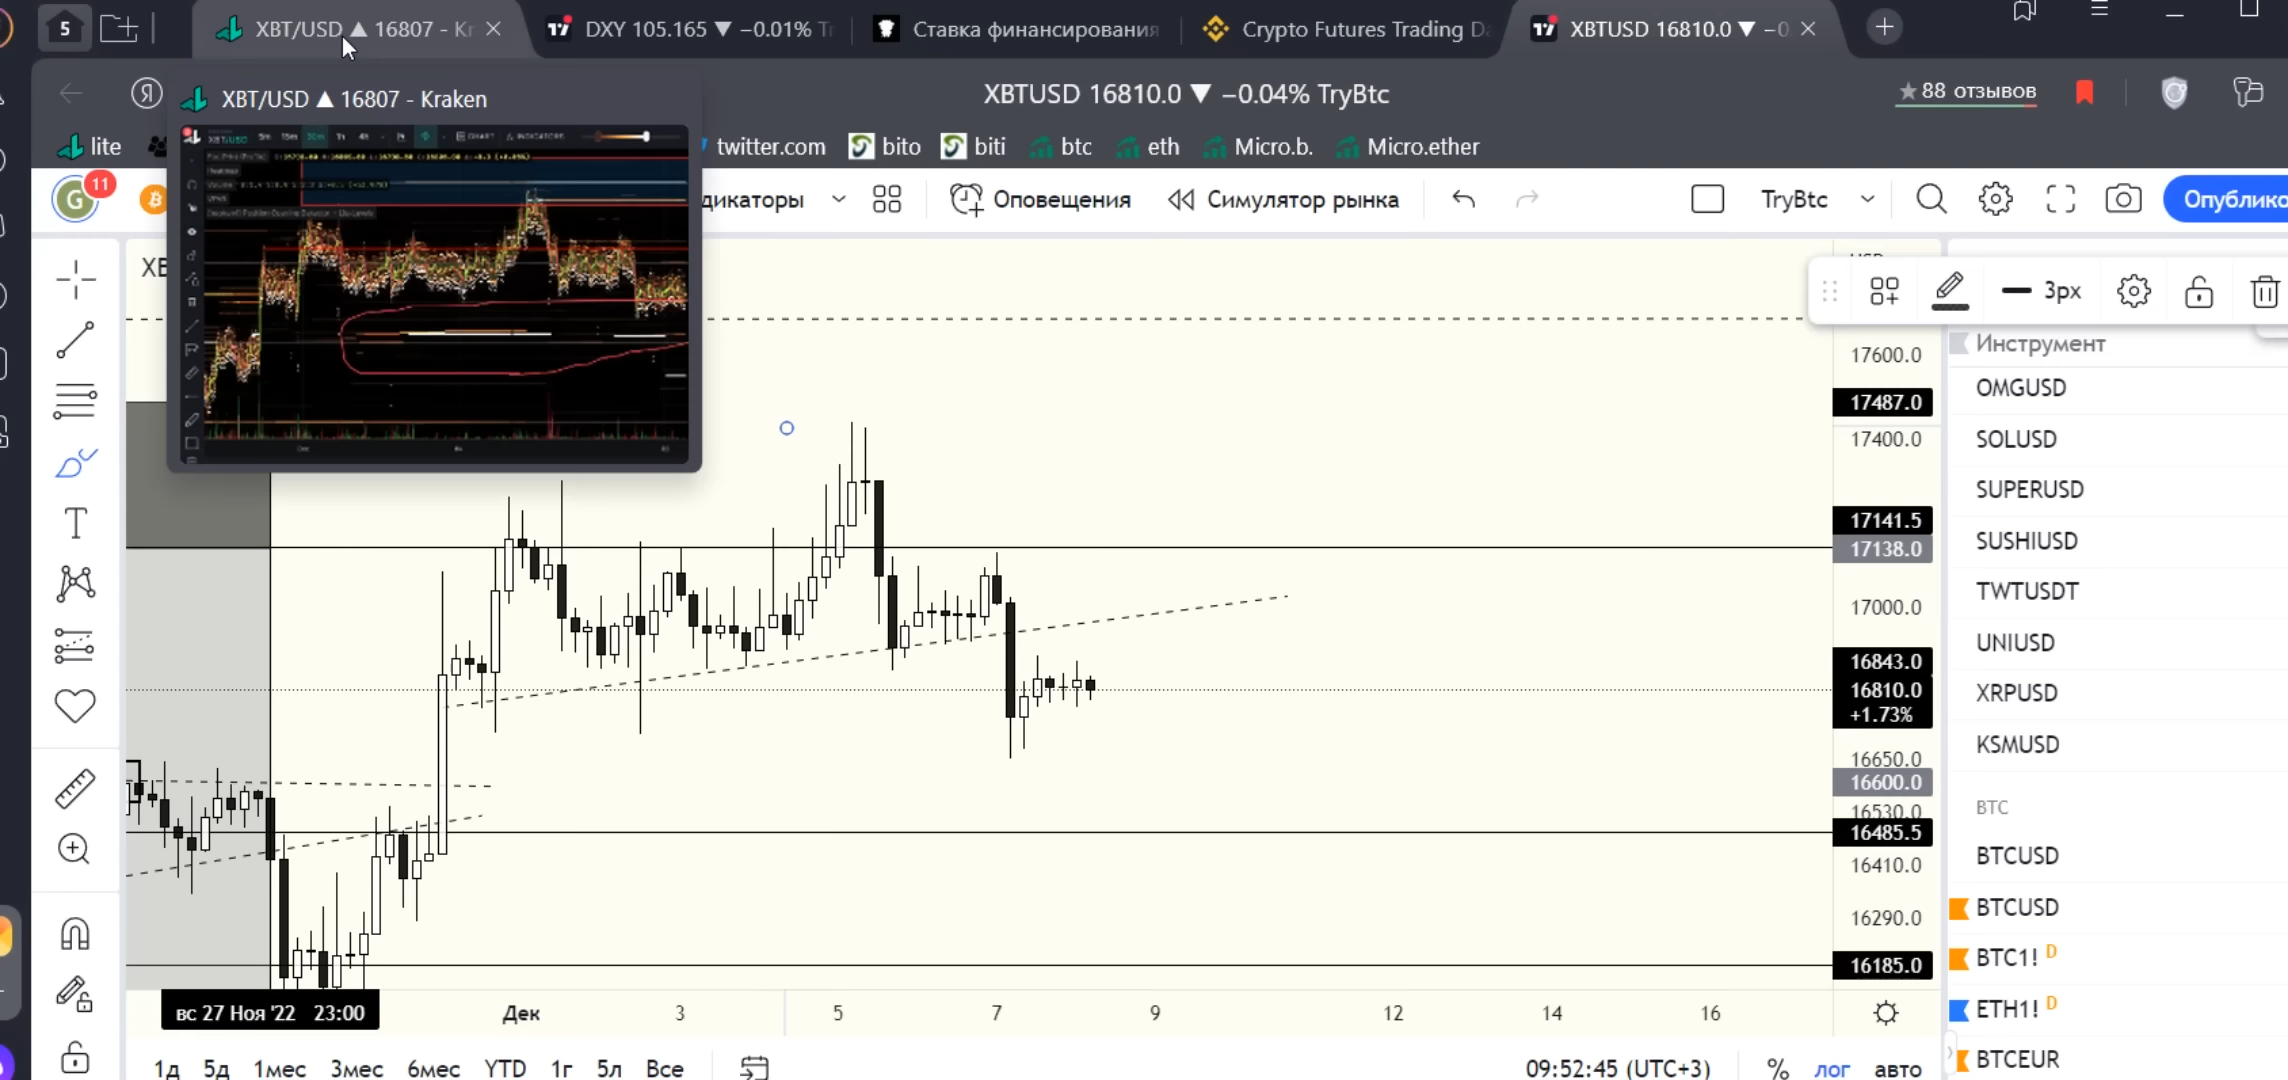 5
XBT/USD ▲ 16807 - Kr
DXY 105.165 ▼ −0.01% Tr
Ставка финансирования
Crypto Futures Trading Da
XBTUSD 16810.0 ▼ −0
XBT/USD ▲ 16807 - Kraken
XBTUSD 16810.0 ▼ −0.04% TryBtc
88 отзывов
lite
twitter.com
bito
biti
btc
eth
Micro.b.
Micro.ether
G
11
дикаторы
Оповещения
Симулятор рынка
TryBtc
Опублико
XB
3px
17600.0
17487.0
17400.0
17141.5
17138.0
17000.0
16843.0
16810.0
+1.73%
16650.0
16600.0
16530.0
16485.5
16410.0
16290.0
16185.0
Инструмент
OMGUSD
SOLUSD
SUPERUSD
SUSHIUSD
TWTUSDT
UNIUSD
XRPUSD
KSMUSD
BTC
BTCUSD
BTCUSD
BTC1! D
ETH1! D
BTCEUR
вс 27 Ноя '22 23:00
Дек
3
5
7
9
12
14
16
1д 5д 1мес 3мес 6мес YTD 1г 5л Все
09:52:45 (UTC+3)
% лог авто